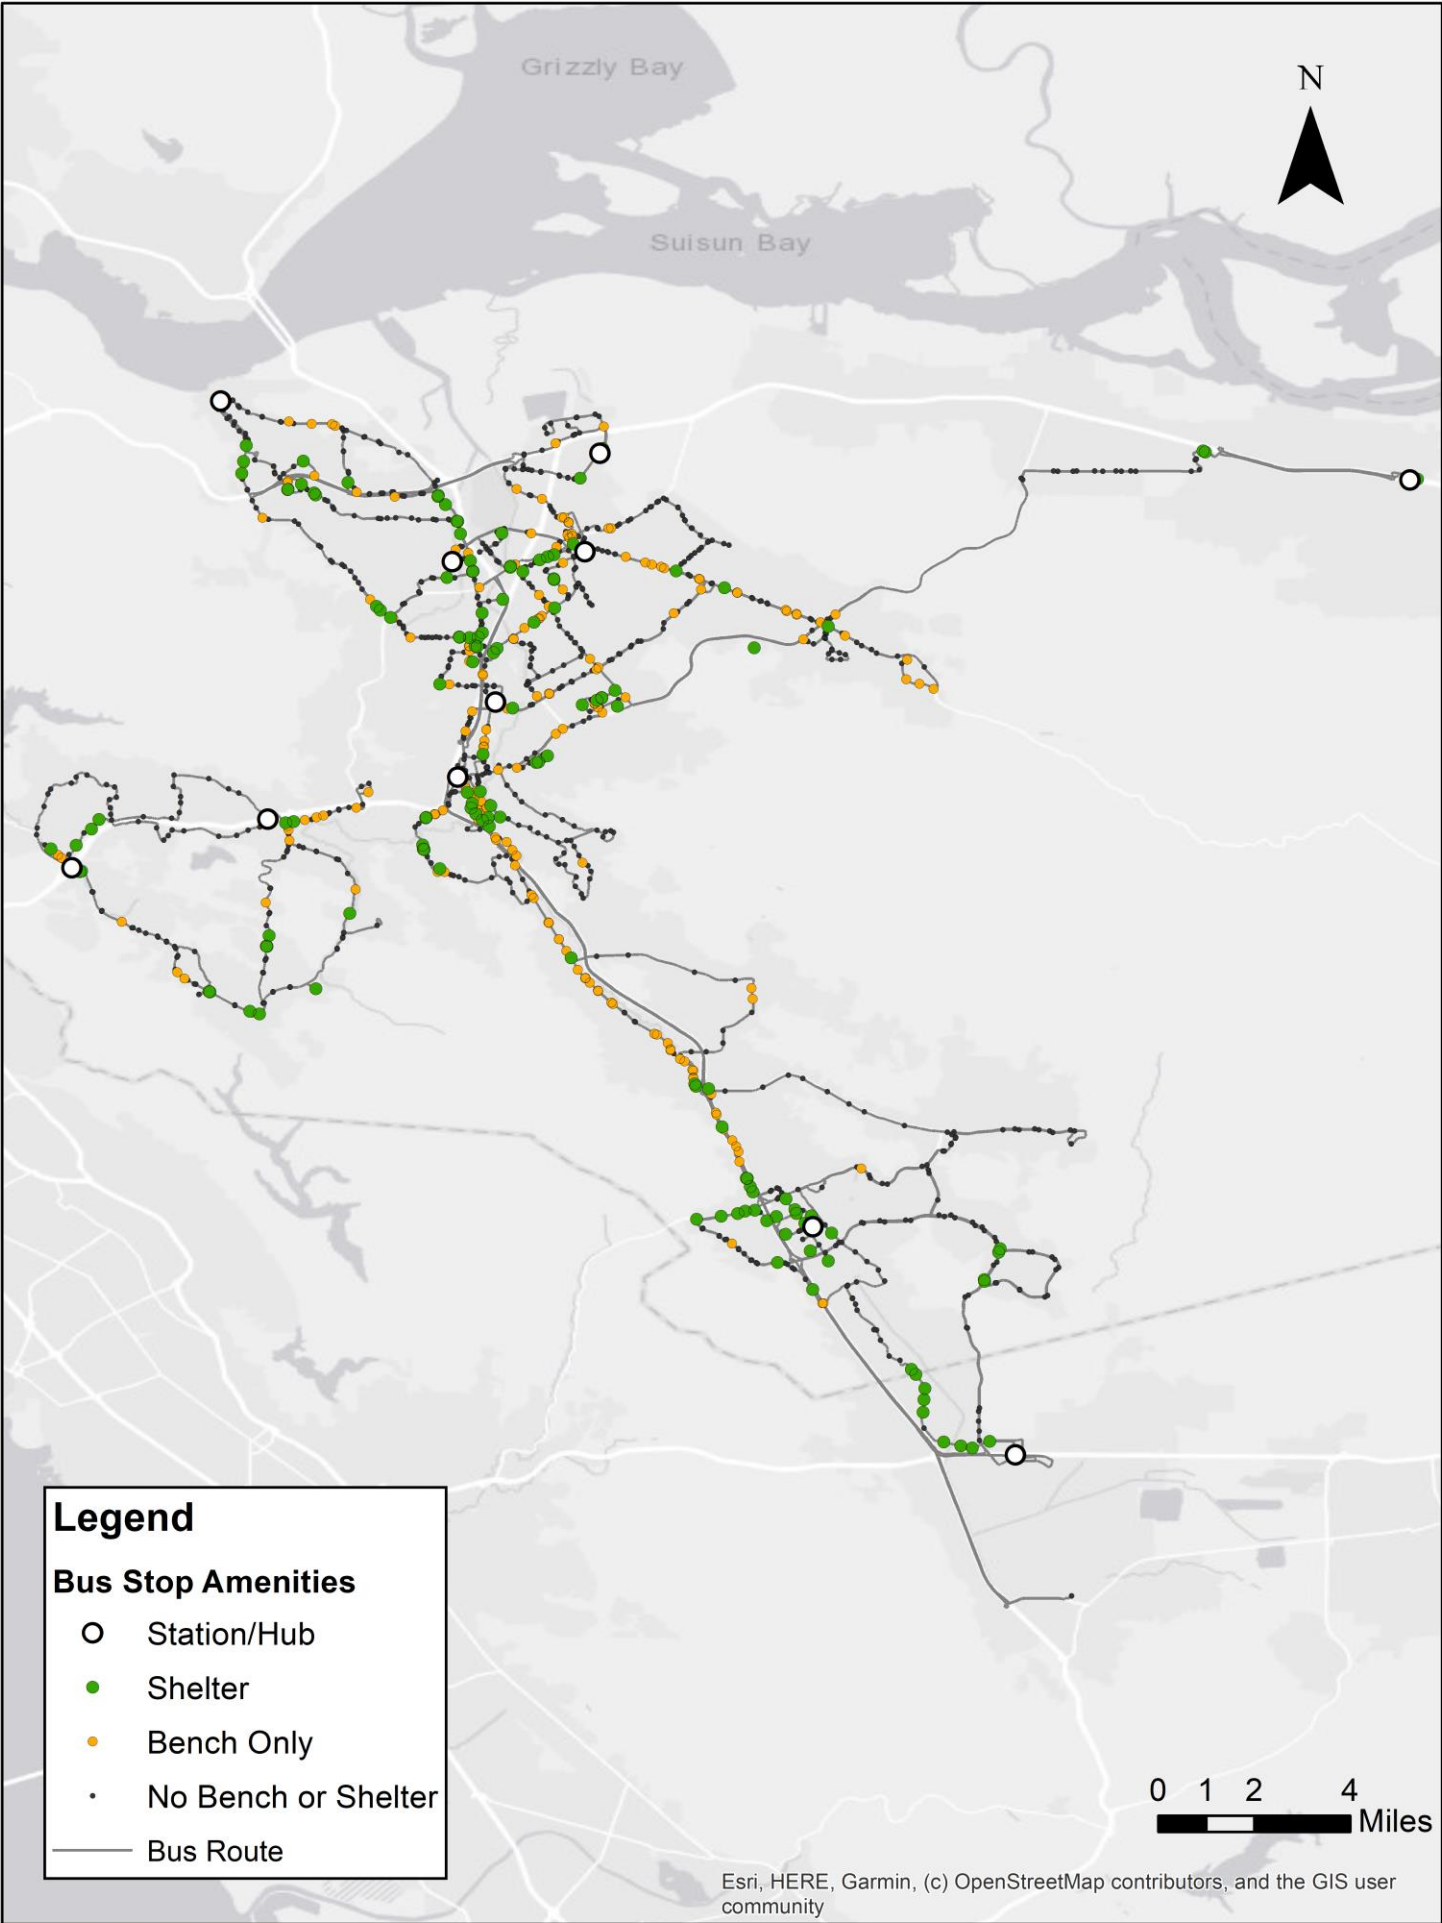 Grizzly Bay
N
Suisun Bay
Legend
Bus Stop Amenities
Station/Hub
Shelter
Bench Only
No Bench or Shelter
Bus Route
0 1 2 4
Miles
Esri, HERE, Garmin, (c) OpenStreetMap contributors, and the GIS user
community